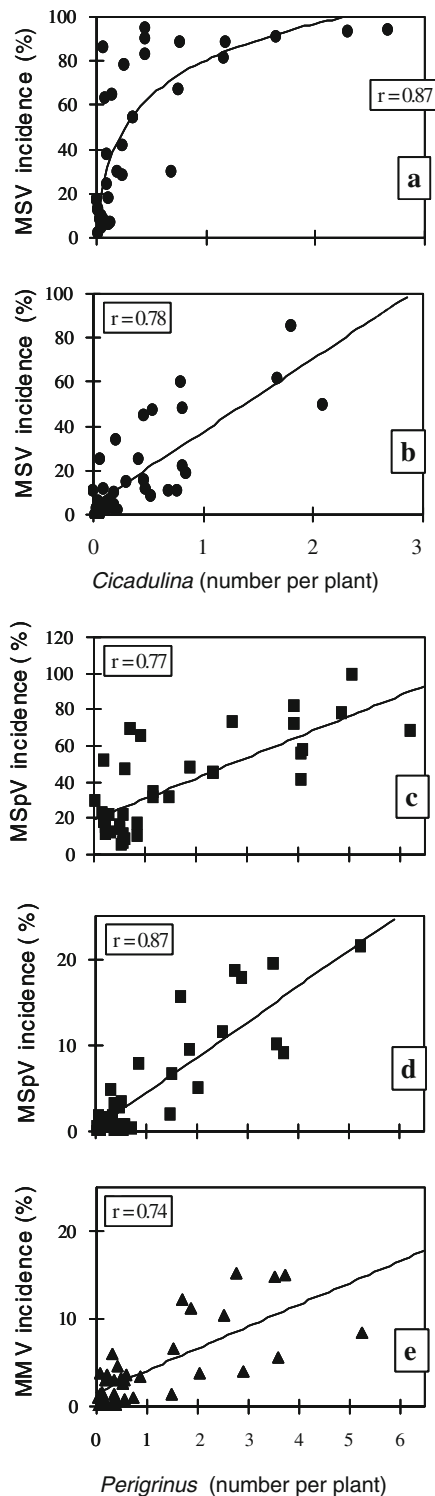 100
80
60
40
20
0
MSV incidence (%)
r=0.87
a
100
80
60
40
20
0
MSV incidence (%)
r=0.78
b
0 1 2 3
Cicadulina (number per plant)
120
100
80
60
40
20
0
MSpV incidence ( %)
r=0.77
c
20
10
0
MSpV incidence ( %)
r=0.87
d
20
10
0
MM V incidence (%)
r=0.74
e
0 1 2 3 4 5 6
Perigrinus (number per plant)